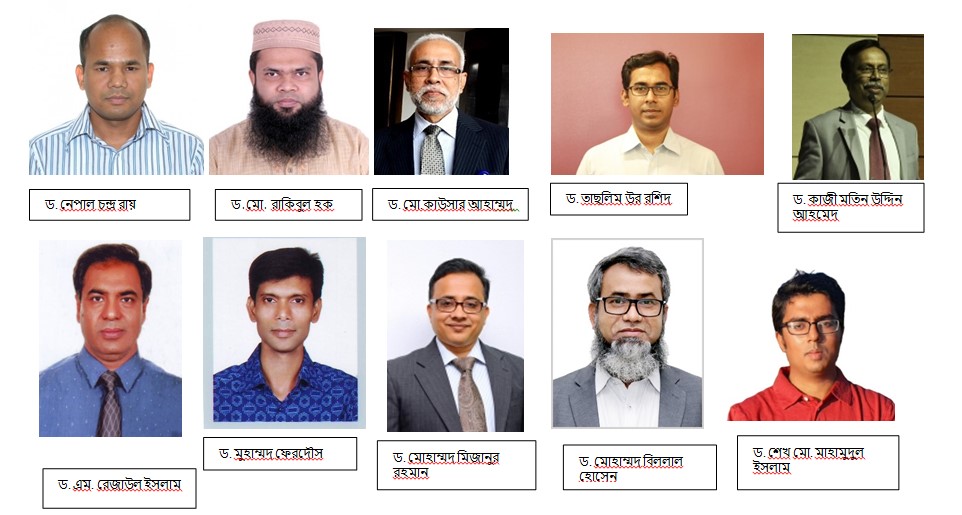 ড. নেপাল চন্দ্র রায়
ড. মো. রাকিবুল হক
ড. মো.কাউসার আহাম্মদ.
ড. তাছলিম উর রশিদ
ড. কাজী মতিন উদ্দিন
আহমেদ
ড. এম. রেজাউল ইসলাম
ড. মুহাম্মদ ফেরদৌস
ড. মোহাম্মদ মিজানুর
রহমান
ড. মোহাম্মদ বিললাল
হোসেন
ড. শেখ মো. মাহামুদুল
ইসলাম